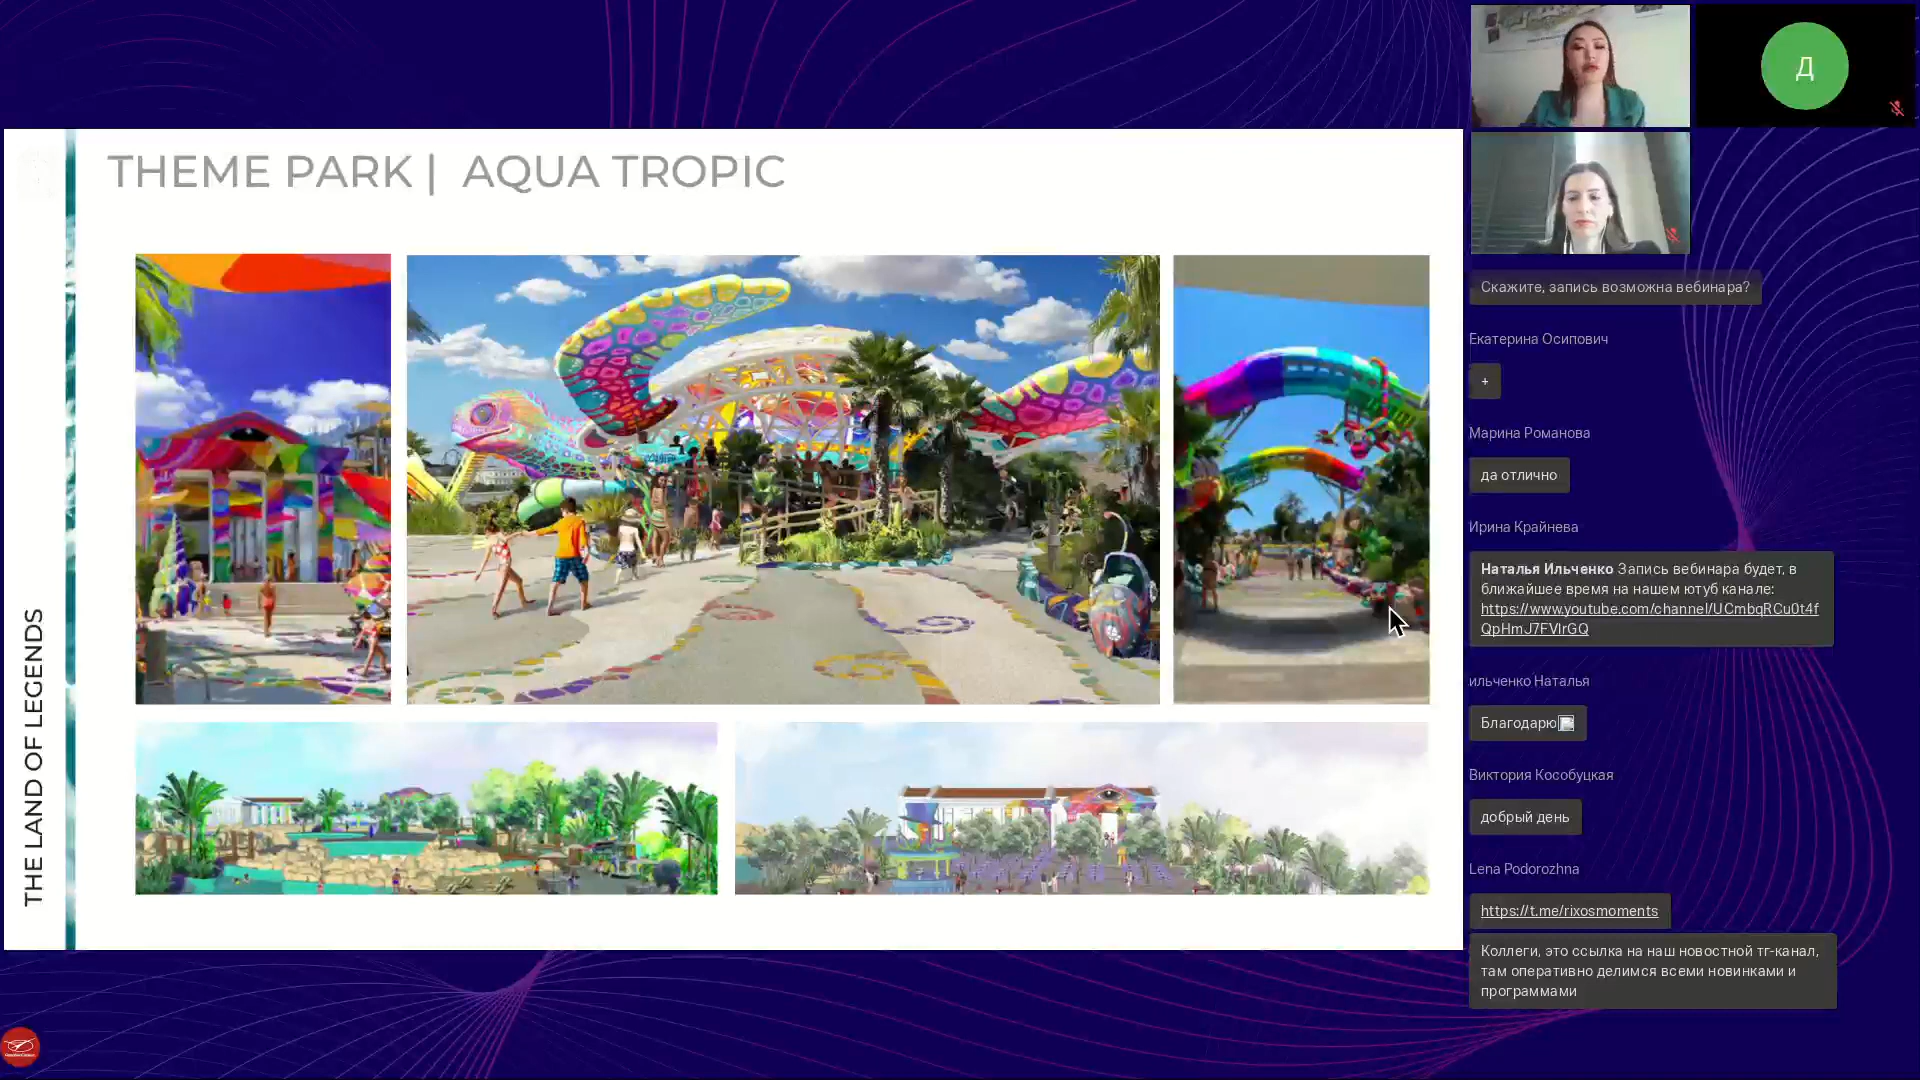 THEME PARK | AQUA TROPIC
THE LAND OF LEGENDS
Д
Скажите, запись возможна вебинара?
Екатерина Осипович
+
Марина Романова
да отлично
Ирина Крайнева
Наталья Ильченко Запись вебинара будет, в
ближайшее время на нашем ютуб канале:
https://www.youtube.com/channel/UCmbqRCu0t4f
QpHmJ7FVlrGQ
ильченко Наталья
Благодарю
Виктория Кособуцкая
добрый день
Lena Podorozhna
https://t.me/rixosmoments
Коллеги, это ссылка на наш новостной тг-канал,
там оперативно делимся всеми новинками и
программами